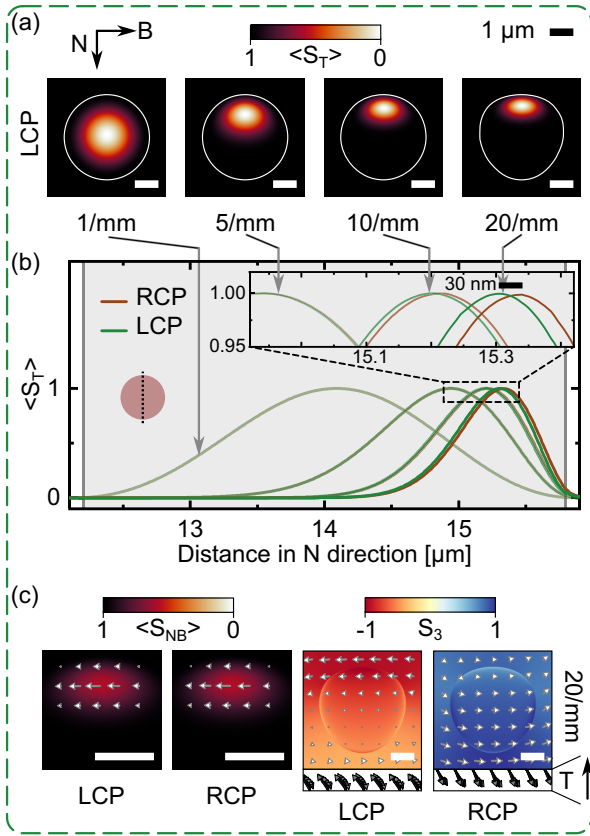 (a)
N
B
1 <S_T> 0
1 μm
LCP
1/mm 5/mm 10/mm 20/mm
(b)
RCP
LCP
30 nm
1.00
0.95
15.1 15.3
<S_T>
1
0
13 14 15
Distance in N direction [μm]
(c)
1 <S_NB> 0
-1 S_3 1
20/mm
T
LCP RCP LCP RCP